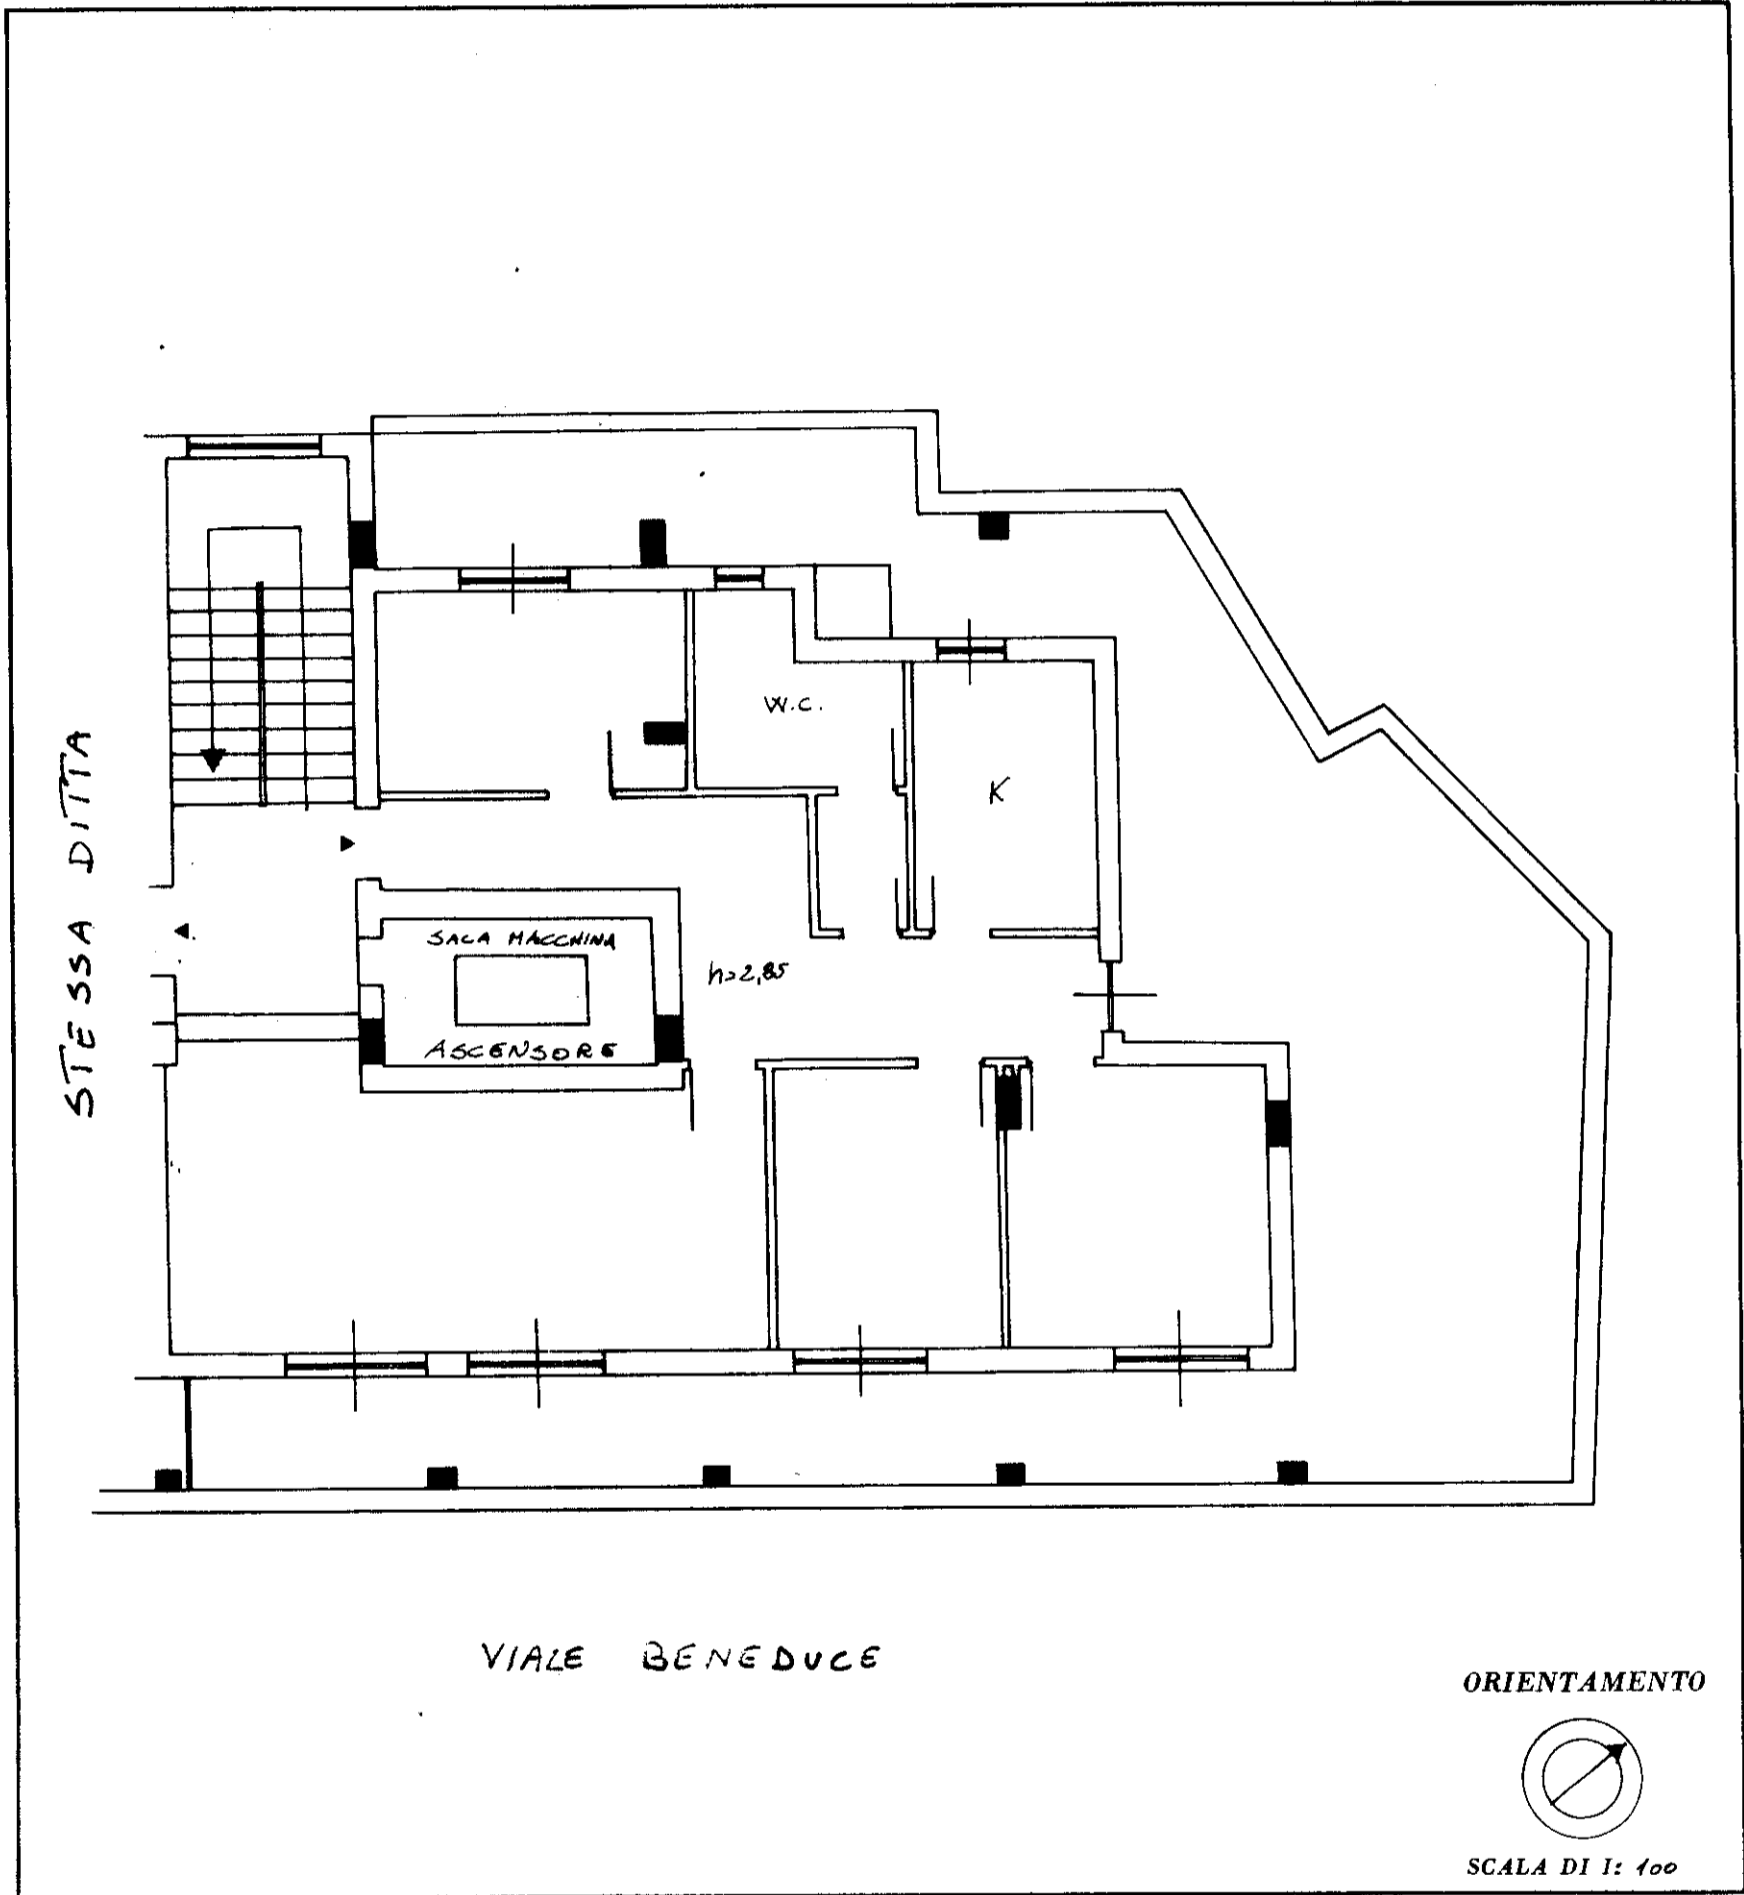 W.C.
K
STESSA DITTA
SALA MACCHINA
h=2,85
ASCENSORE
VIALE BENEDUCE
ORIENTAMENTO
SCALA DI I: 100